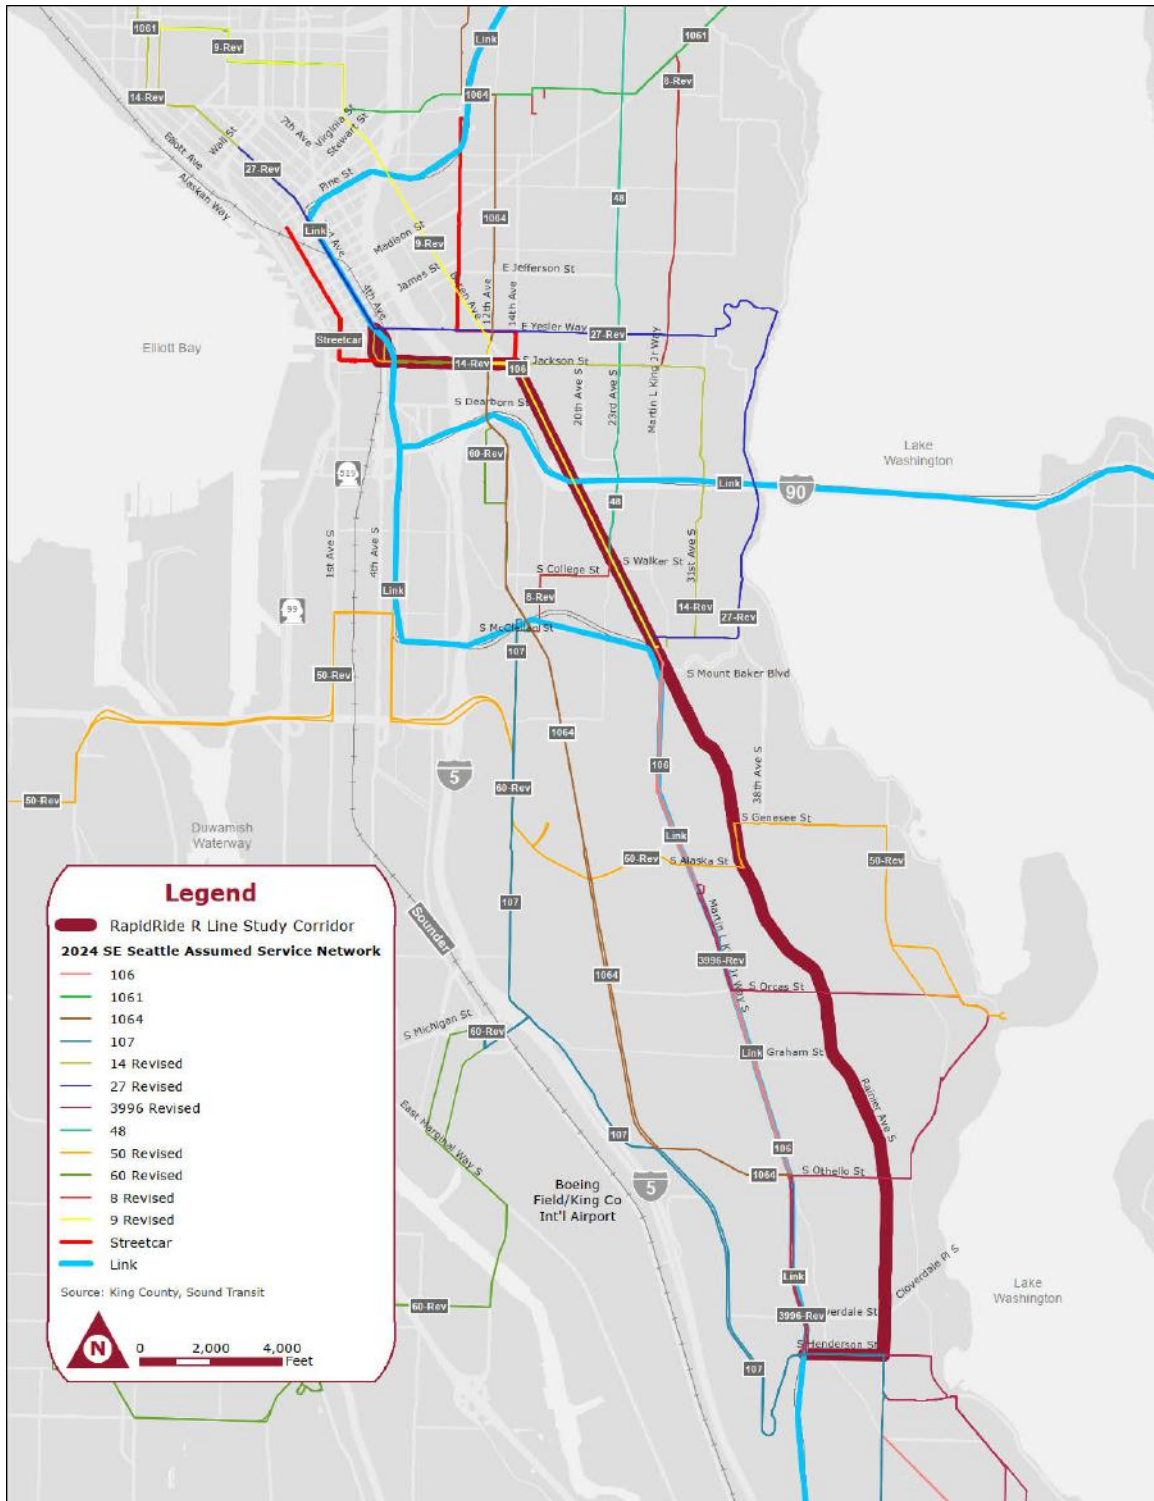 1061
Link
1061
9-Rev
8-Rev
14-Rev
1064
Virginia St
7th Ave
Stewart St
Wall St
Elliott Ave
27-Rev
Pine St
Alaskan Way
48
1064
Link
Madison St
9-Rev
James St
E Jefferson St
4th Ave
12th Ave
14th Ave
Martin L King Jr Way
E Yesler Way
27-Rev
Streetcar
Elliott Bay
14-Rev
106
S Jackson St
20th Ave S
23rd Ave S
S Dearborn St
Lake
Washington
60-Rev
519
Link
90
48
1st Ave S
4th Ave S
S Walker St
31st Ave S
S College St
Link
8-Rev
99
14-Rev
27-Rev
S McClellan St
107
50-Rev
S Mount Baker Blvd
1064
5
106
60-Rev
38th Ave S
50-Rev
S Genesee St
Duwamish
Waterway
Link
50-Rev
S Alaska St
50-Rev
107
Sounder
Martin L King Jr Way S
3996-Rev
1064
S Orcas St
S Michigan St
60-Rev
Link
Graham St
Rainier Ave S
East Marginal Way S
107
106
1064
S Othello St
Boeing
Field/King Co
Int'l Airport
5
Cloverdale Pl S
Link
Lake
Washington
60-Rev
3996-Rev
verdale St
S Henderson St
107
Legend
RapidRide R Line Study Corridor
2024 SE Seattle Assumed Service Network
106
1061
1064
107
14 Revised
27 Revised
3996 Revised
48
50 Revised
60 Revised
8 Revised
9 Revised
Streetcar
Link
Source: King County, Sound Transit
N
0 2,000 4,000
Feet